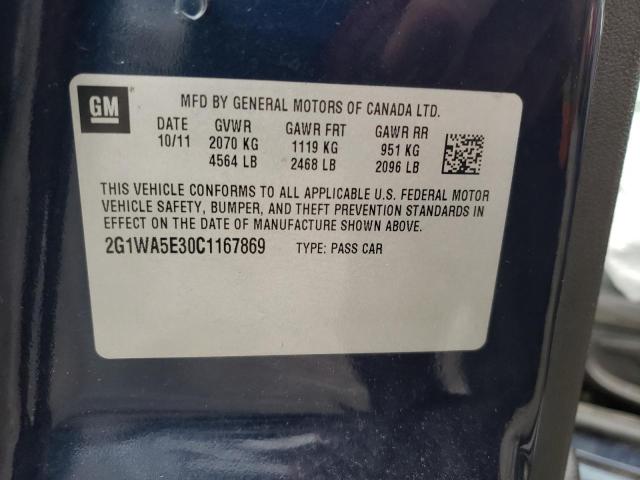 GM
MFD BY GENERAL MOTORS OF CANADA LTD.
DATE GVWR GAWR FRT GAWR RR
10/11 2070 KG 1119 KG 951 KG
4564 LB 2468 LB 2096 LB
THIS VEHICLE CONFORMS TO ALL APPLICABLE U.S. FEDERAL MOTOR
VEHICLE SAFETY, BUMPER, AND THEFT PREVENTION STANDARDS IN
EFFECT ON THE DATE OF MANUFACTURE SHOWN ABOVE.
2G1WA5E30C1167869 TYPE: PASS CAR